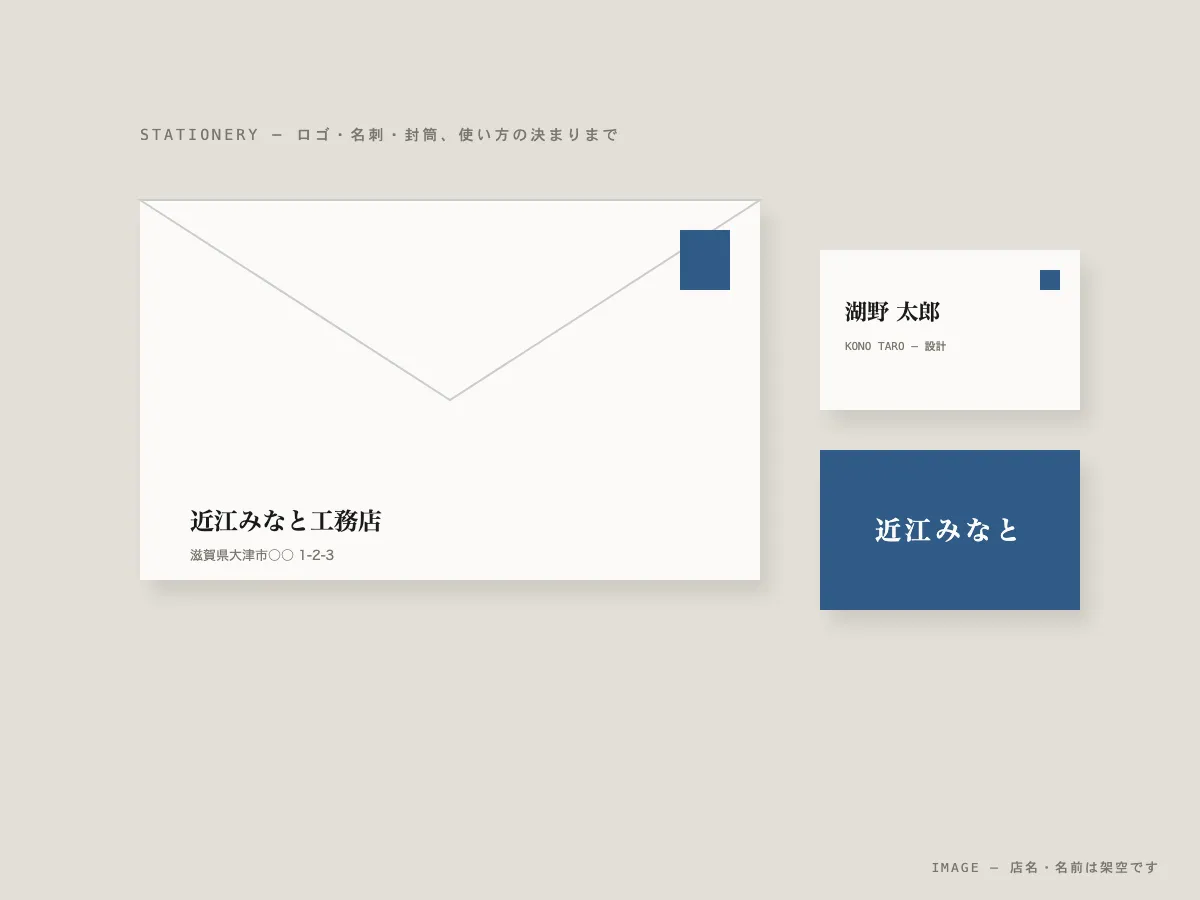 STATIONERY — ロゴ・名刺・封筒、使い方の決まりまで
近江みなと工務店
滋賀県大津市○○ 1-2-3
湖野 太郎
KONO TARO — 設計
近江みなと
IMAGE — 店名・名前は架空です